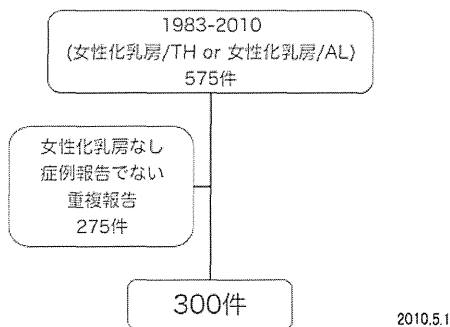 1983-2010
(女性化乳房/TH or 女性化乳房/AL)
575件
女性化乳房なし
症例報告でない
重複報告
275件
300件
2010.5.1